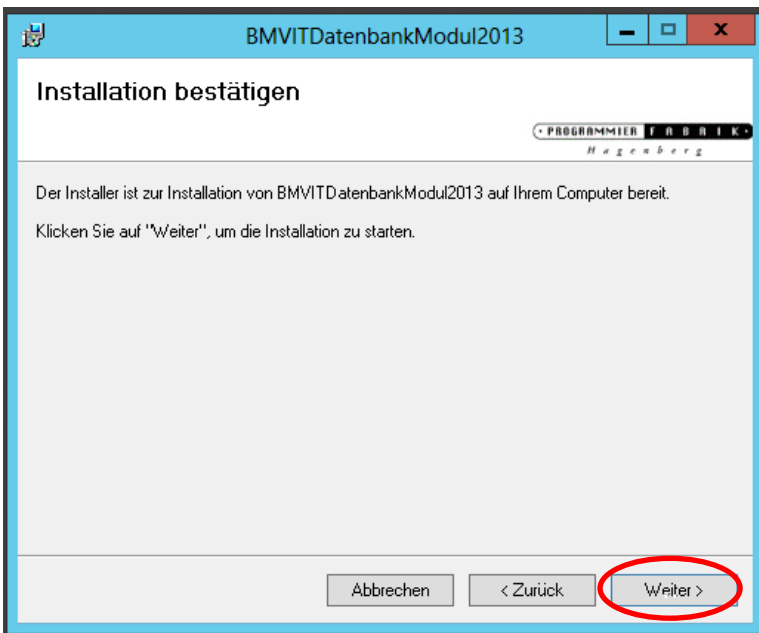 BMVITDatenbankModul2013
x
Installation bestätigen
• PROGRAMMIER FABRIK •
Hagenberg
Der Installer ist zur Installation von BMVITDatenbankModul2013 auf Ihrem Computer bereit.
Klicken Sie auf "Weiter", um die Installation zu starten.
Abbrechen < Zurück Weiter >